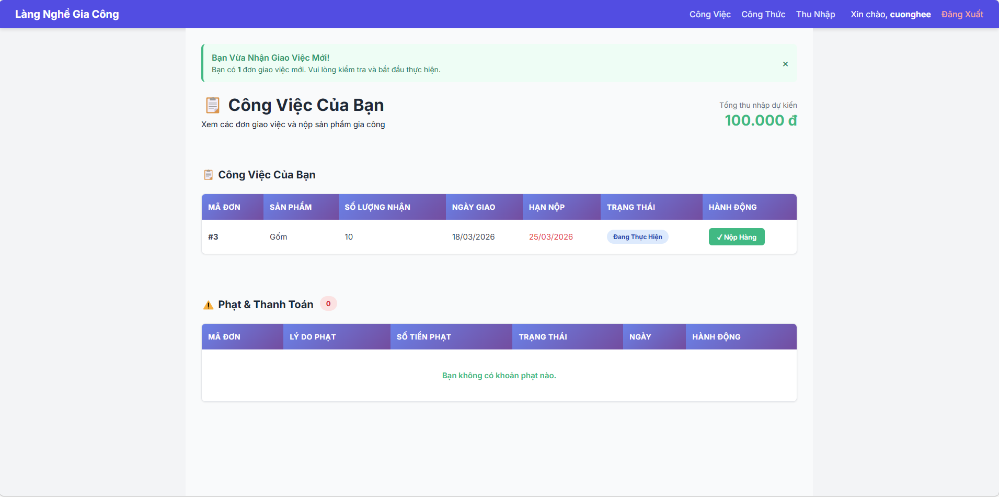 Làng Nghề Gia Công
Công Việc Công Thức Thu Nhập Xin chào, cuonghee Đăng Xuất
Bạn Vừa Nhận Giao Việc Mới!
Bạn có 1 đơn giao việc mới. Vui lòng kiểm tra và bắt đầu thực hiện.
×
📋 Công Việc Của Bạn
Xem các đơn giao việc và nộp sản phẩm gia công
Tổng thu nhập dự kiến
100.000 đ
📋 Công Việc Của Bạn
MÃ ĐƠN SẢN PHẨM SỐ LƯỢNG NHẬN NGÀY GIAO HẠN NỘP TRẠNG THÁI HÀNH ĐỘNG
#3 Gốm 10 18/03/2026 25/03/2026 Đang Thực Hiện ✓ Nộp Hàng
⚠️ Phạt & Thanh Toán 0
MÃ ĐƠN LÝ DO PHẠT SỐ TIỀN PHẠT TRẠNG THÁI NGÀY HÀNH ĐỘNG
Bạn không có khoản phạt nào.